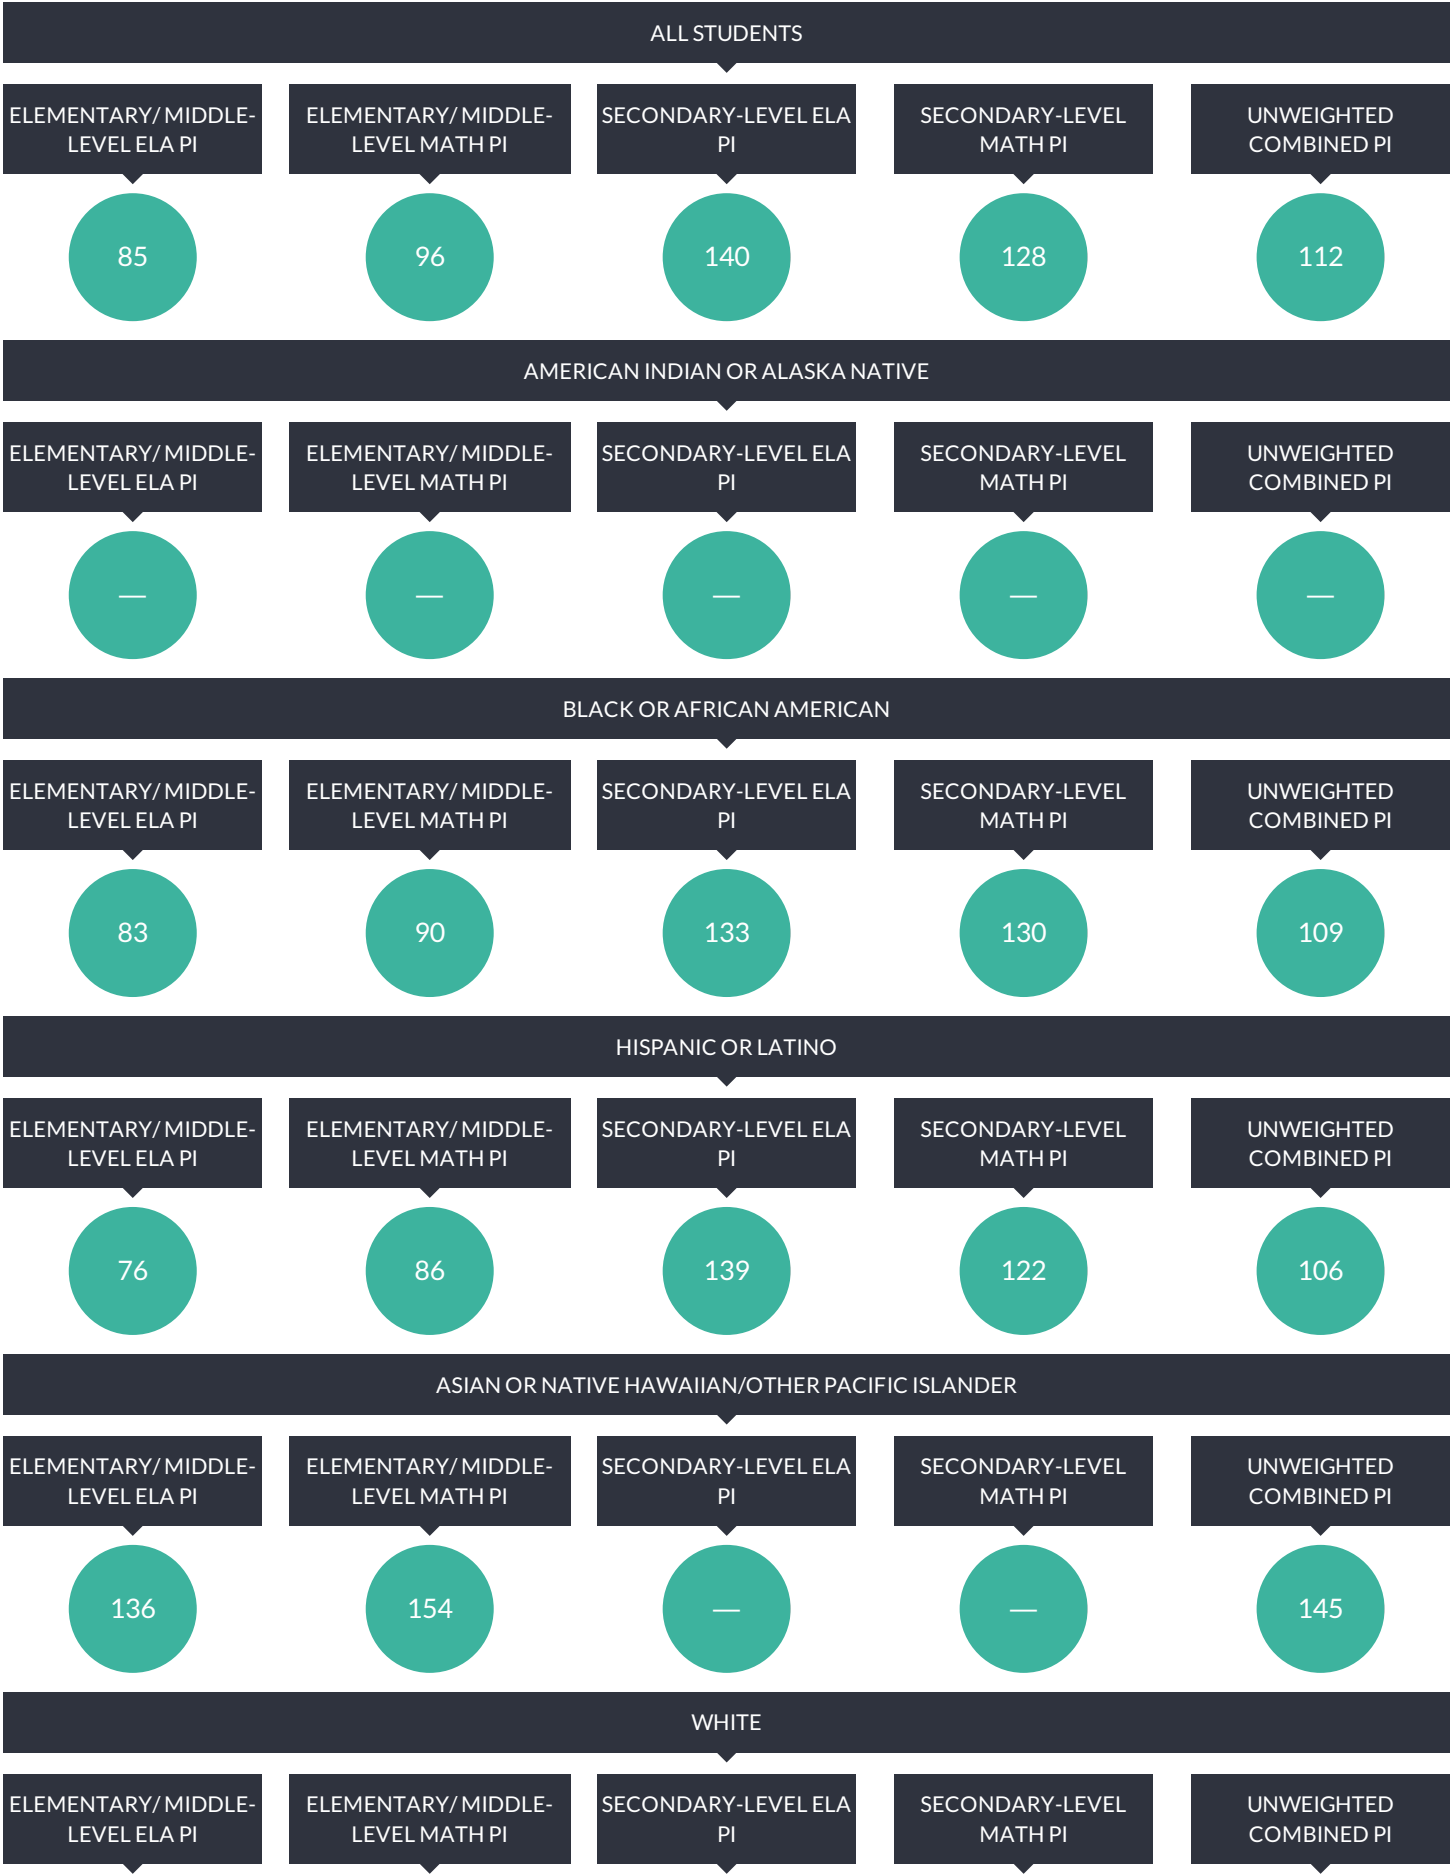 ALL STUDENTS
ELEMENTARY/ MIDDLE-
LEVEL ELA PI
ELEMENTARY/ MIDDLE-
LEVEL MATH PI
SECONDARY-LEVEL ELA
PI
SECONDARY-LEVEL
MATH PI
UNWEIGHTED
COMBINED PI
85
96
140
128
112
AMERICAN INDIAN OR ALASKA NATIVE
ELEMENTARY/ MIDDLE-
LEVEL ELA PI
ELEMENTARY/ MIDDLE-
LEVEL MATH PI
SECONDARY-LEVEL ELA
PI
SECONDARY-LEVEL
MATH PI
UNWEIGHTED
COMBINED PI
—
—
—
—
—
BLACK OR AFRICAN AMERICAN
ELEMENTARY/ MIDDLE-
LEVEL ELA PI
ELEMENTARY/ MIDDLE-
LEVEL MATH PI
SECONDARY-LEVEL ELA
PI
SECONDARY-LEVEL
MATH PI
UNWEIGHTED
COMBINED PI
83
90
133
130
109
HISPANIC OR LATINO
ELEMENTARY/ MIDDLE-
LEVEL ELA PI
ELEMENTARY/ MIDDLE-
LEVEL MATH PI
SECONDARY-LEVEL ELA
PI
SECONDARY-LEVEL
MATH PI
UNWEIGHTED
COMBINED PI
76
86
139
122
106
ASIAN OR NATIVE HAWAIIAN/OTHER PACIFIC ISLANDER
ELEMENTARY/ MIDDLE-
LEVEL ELA PI
ELEMENTARY/ MIDDLE-
LEVEL MATH PI
SECONDARY-LEVEL ELA
PI
SECONDARY-LEVEL
MATH PI
UNWEIGHTED
COMBINED PI
136
154
—
—
145
WHITE
ELEMENTARY/ MIDDLE-
LEVEL ELA PI
ELEMENTARY/ MIDDLE-
LEVEL MATH PI
SECONDARY-LEVEL ELA
PI
SECONDARY-LEVEL
MATH PI
UNWEIGHTED
COMBINED PI